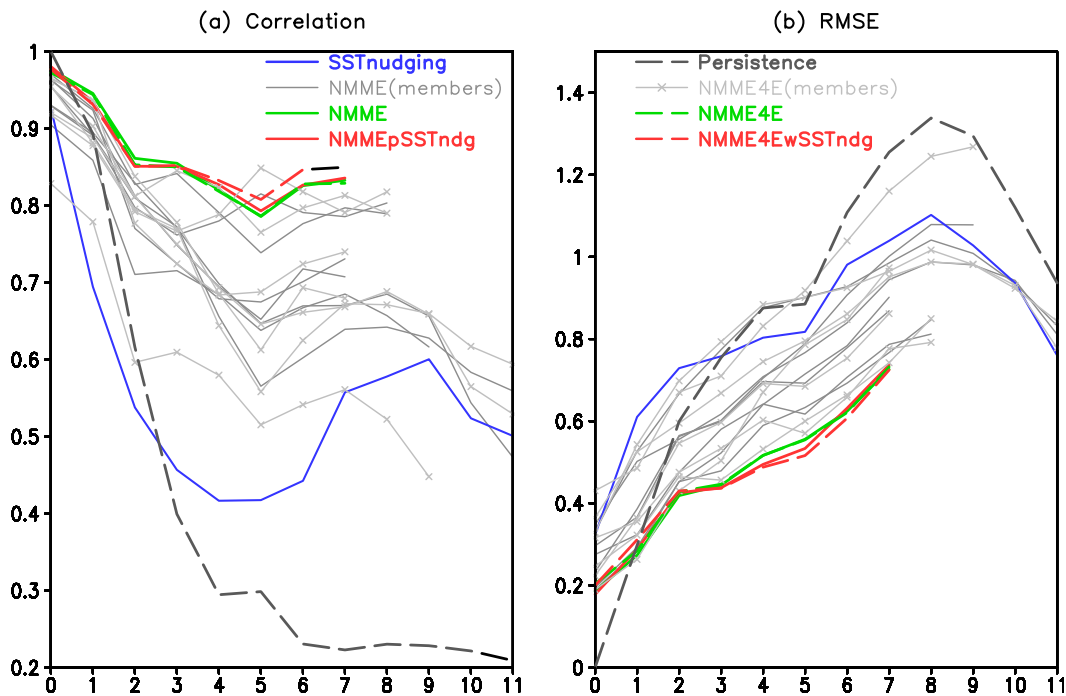 (a) Correlation
1
0.9
0.8
0.7
0.6
0.5
0.4
0.3
0.2
0 1 2 3 4 5 6 7 8 9 10 11
SSTnudging
NMME(members)
NMME
NMMEpSSTndg
(b) RMSE
1.4
1.2
1
0.8
0.6
0.4
0.2
0
0 1 2 3 4 5 6 7 8 9 10 11
Persistence
NMME4E(members)
NMME4E
NMME4EwSSTndg